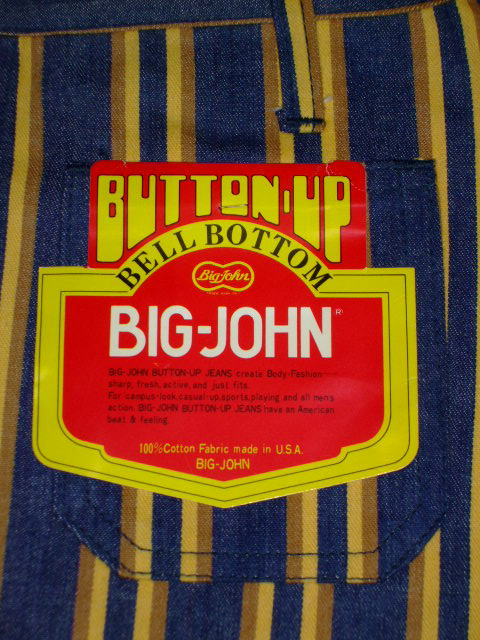 BUTTON-UP
BELL BOTTOM
Big John
BIG-JOHN®
BIG-JOHN BUTTON-UP JEANS create Body-Fashion
sharp, fresh, active, and just fits.
For campus-look, casual-up, sports, playing and all men's
action. BIG-JOHN BUTTON-UP JEANS have an American
beat & feeling.
100%Cotton Fabric made in U.S.A.
BIG-JOHN